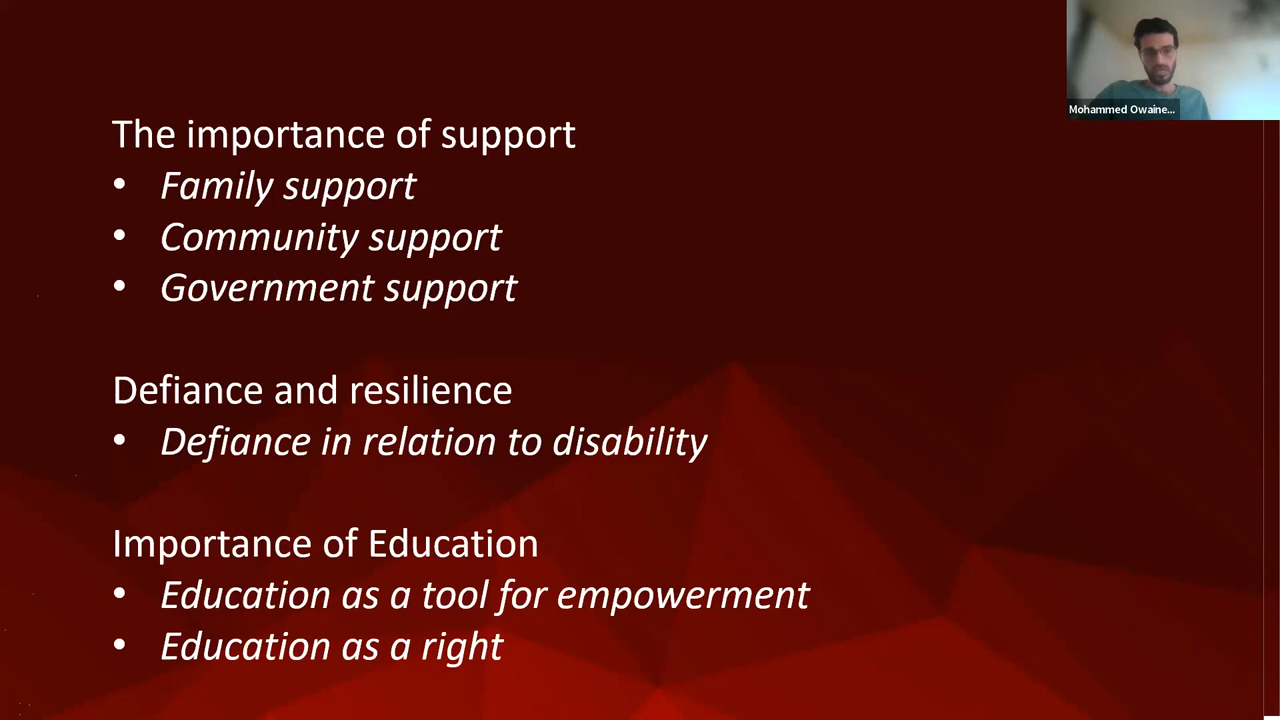 The importance of support
• Family support
• Community support
• Government support
Defiance and resilience
• Defiance in relation to disability
Importance of Education
• Education as a tool for empowerment
• Education as a right
Mohammed Owaine...